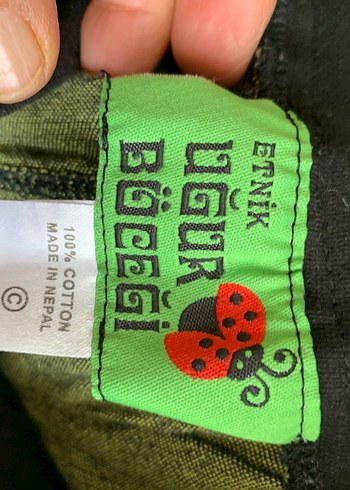 ETNİK
UĞUR
BÖCEĞİ
100% COTTON
MADE IN NEPAL
©